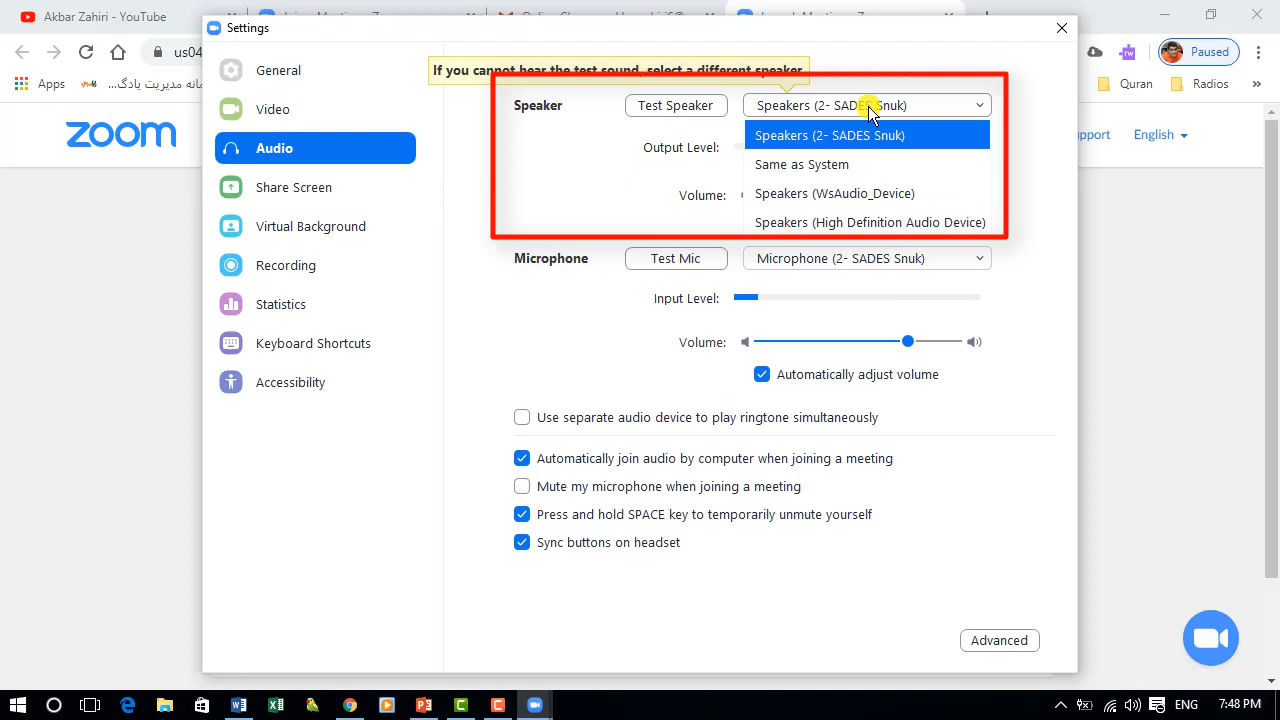 Akbar Zahiri - YouTube
Settings
us04
Paused
Apps
سامانه مدیریت یادگ...
Quran
Radios
»
zoom
pport
English
General
Video
Audio
Share Screen
Virtual Background
Recording
Statistics
Keyboard Shortcuts
Accessibility
If you cannot hear the test sound, select a different speaker
Speaker
Test Speaker
Speakers (2- SADES Snuk)
Speakers (2- SADES Snuk)
Same as System
Speakers (WsAudio_Device)
Speakers (High Definition Audio Device)
Output Level:
Volume:
Microphone
Test Mic
Microphone (2- SADES Snuk)
Input Level:
Volume:
Automatically adjust volume
Use separate audio device to play ringtone simultaneously
Automatically join audio by computer when joining a meeting
Mute my microphone when joining a meeting
Press and hold SPACE key to temporarily unmute yourself
Sync buttons on headset
Advanced
ENG
7:48 PM